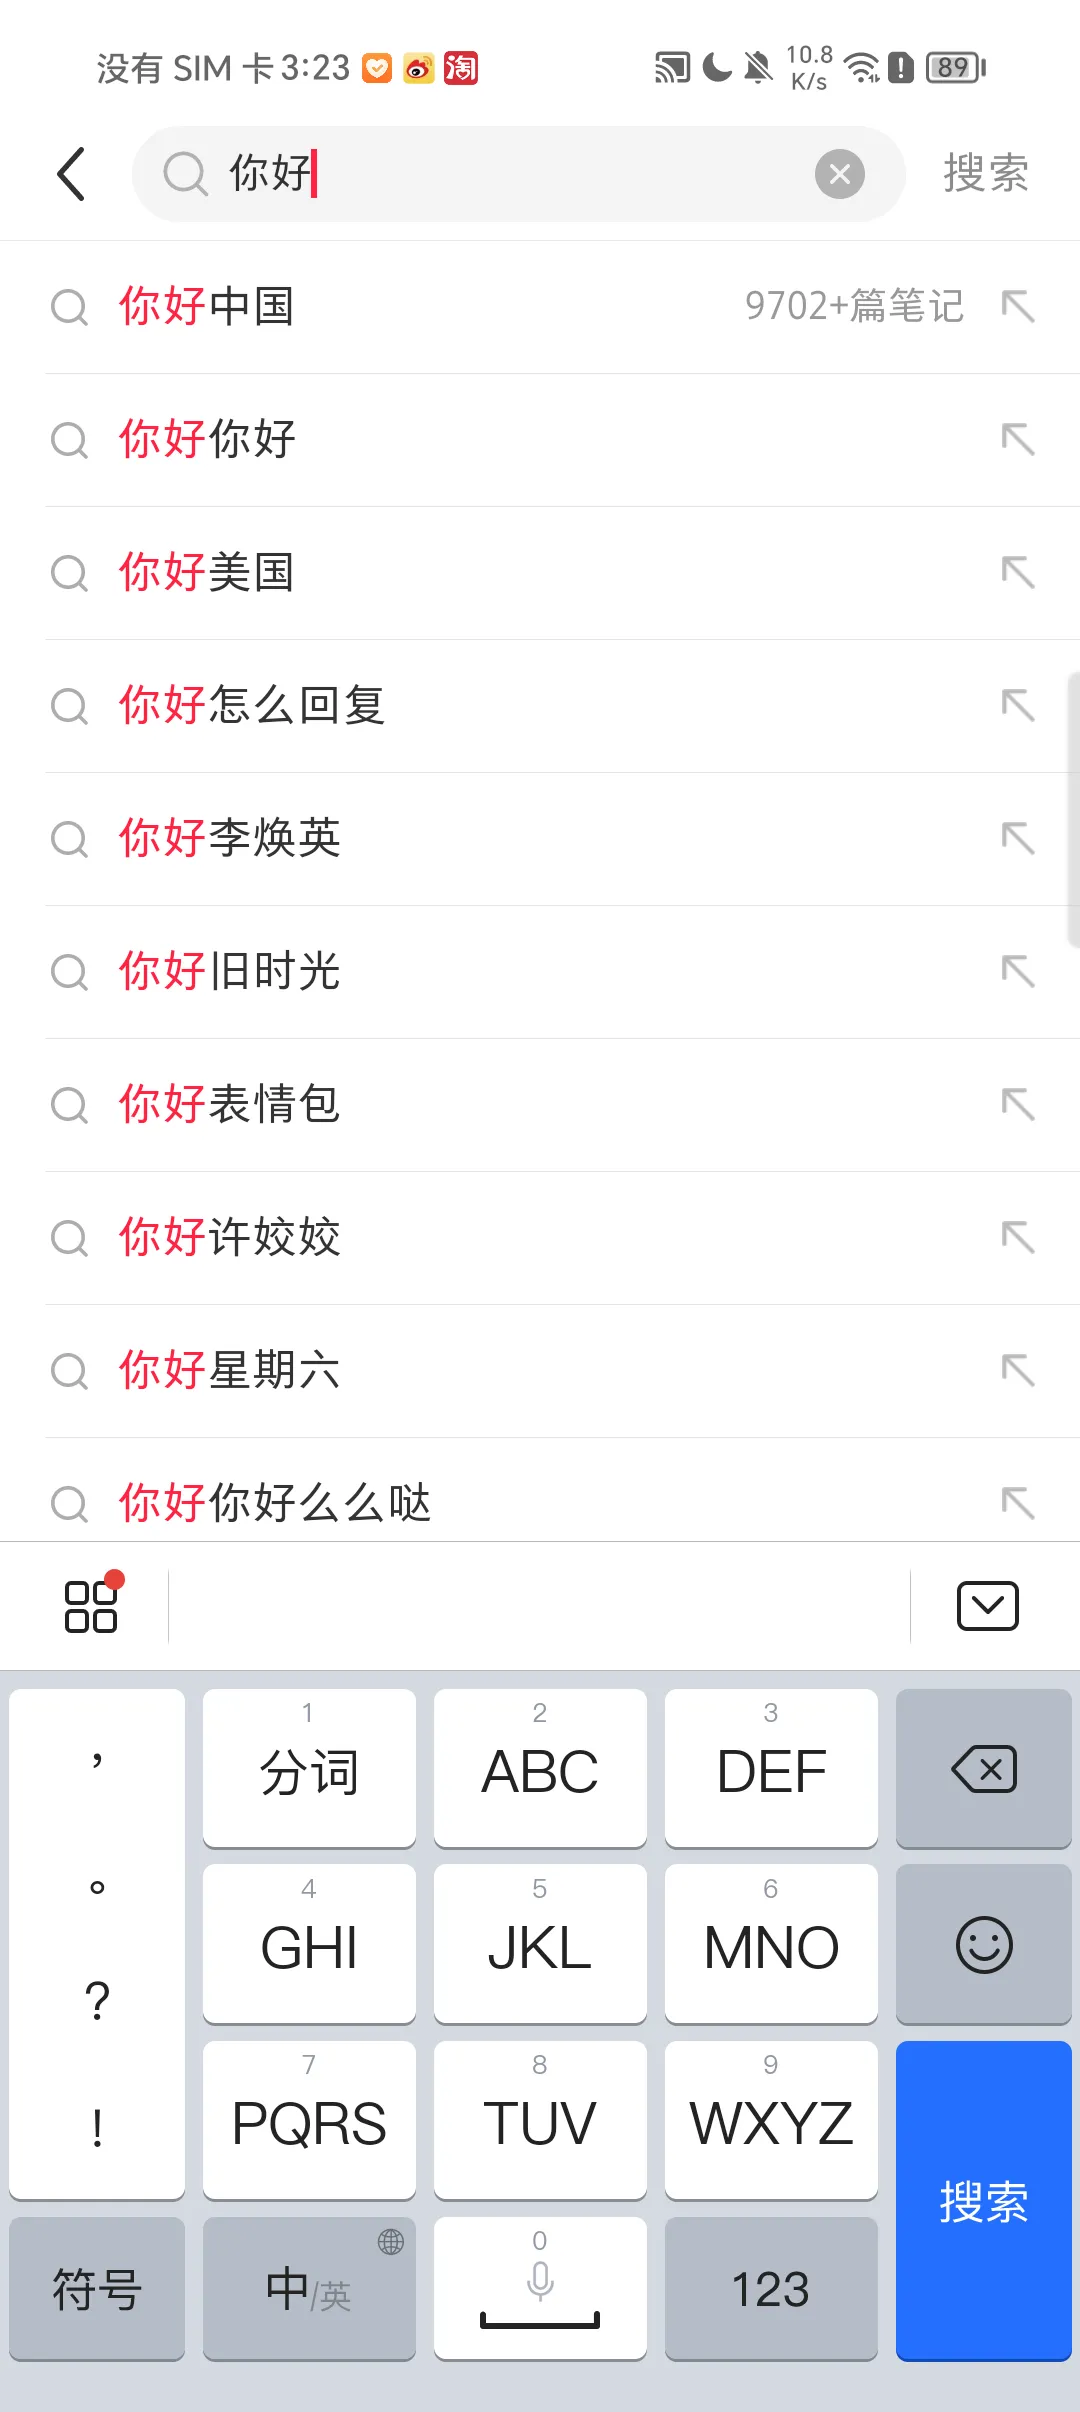 没有 SIM 卡 3:23 淘 10.8 K/s 89
你好 搜索
你好中国 9702+篇笔记
你好你好
你好美国
你好怎么回复
你好李焕英
你好旧时光
你好表情包
你好许姣姣
你好星期六
你好你好么么哒
， 1 分词 2 ABC 3 DEF
。 4 GHI 5 JKL 6 MNO
？ 7 PQRS 8 TUV 9 WXYZ
！ 搜索
符号 中/英 0 123